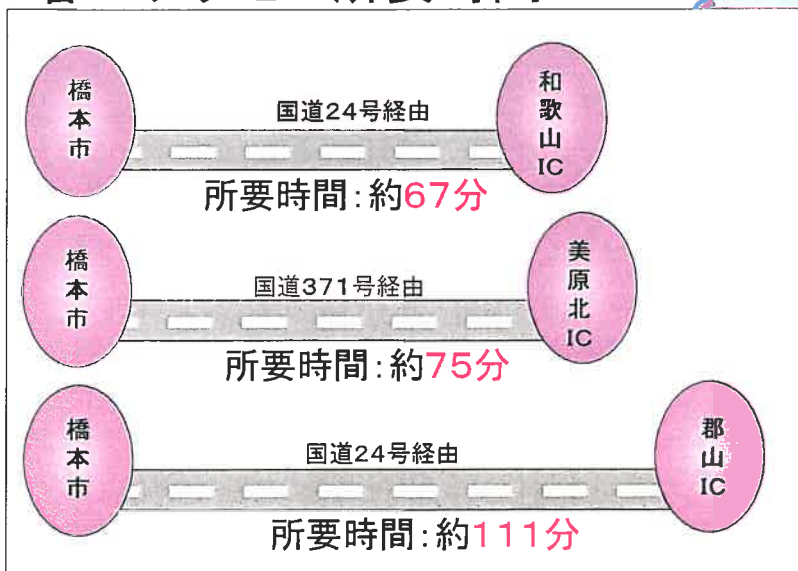 橋本市
国道24号経由
和歌山IC
所要時間:約67分
橋本市
国道371号経由
美原北IC
所要時間:約75分
橋本市
国道24号経由
郡山IC
所要時間:約111分